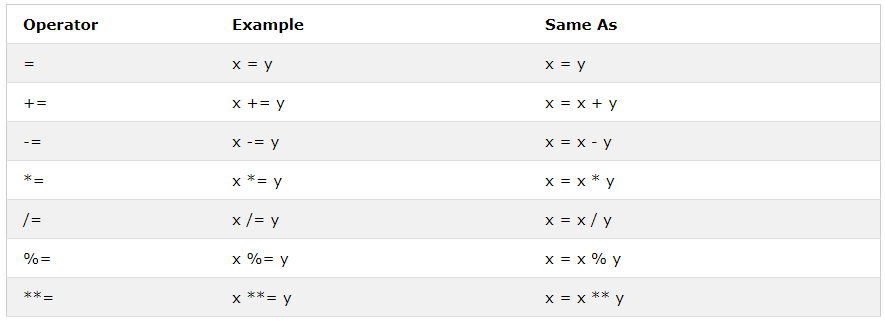 Operator Example Same As
= x = y x = y
+= x += y x = x + y
-= x -= y x = x - y
*= x *= y x = x * y
/= x /= y x = x / y
%= x %= y x = x % y
**= x **= y x = x ** y